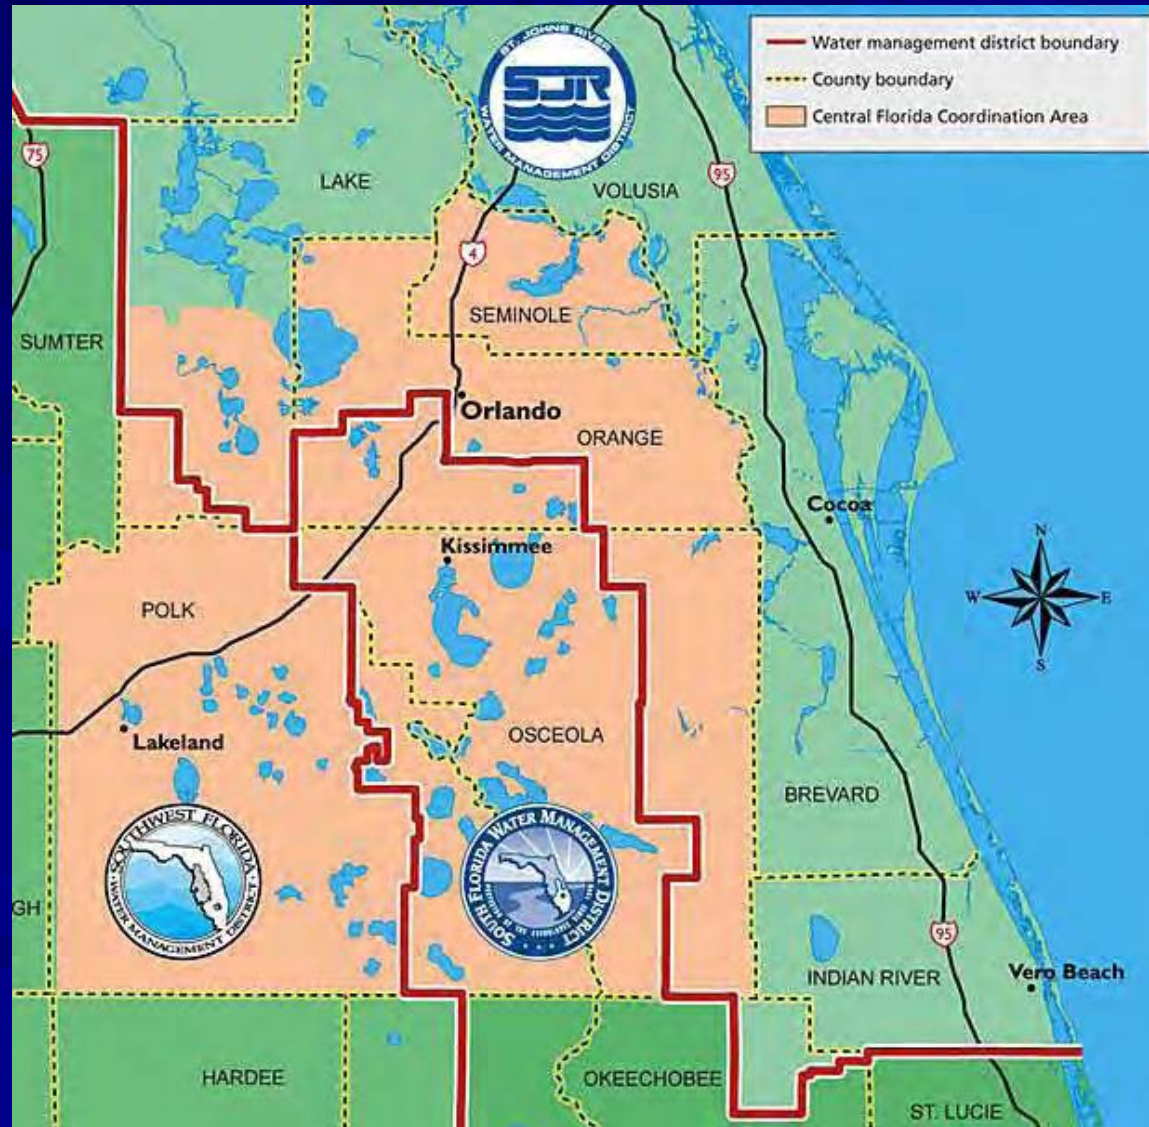 Water management district boundary
County boundary
Central Florida Coordination Area
ST. JOHNS RIVER
SJR
WATER MANAGEMENT DISTRICT
75
LAKE
VOLUSIA
95
4
SEMINOLE
SUMTER
Orlando
ORANGE
Cocoa
Kissimmee
N
W E
S
POLK
OSCEOLA
Lakeland
BREVARD
SOUTHWEST FLORIDA
WATER MANAGEMENT DISTRICT
SOUTH FLORIDA WATER MANAGEMENT DISTRICT
GH
95
INDIAN RIVER
Vero Beach
HARDEE
OKEECHOBEE
ST. LUCIE